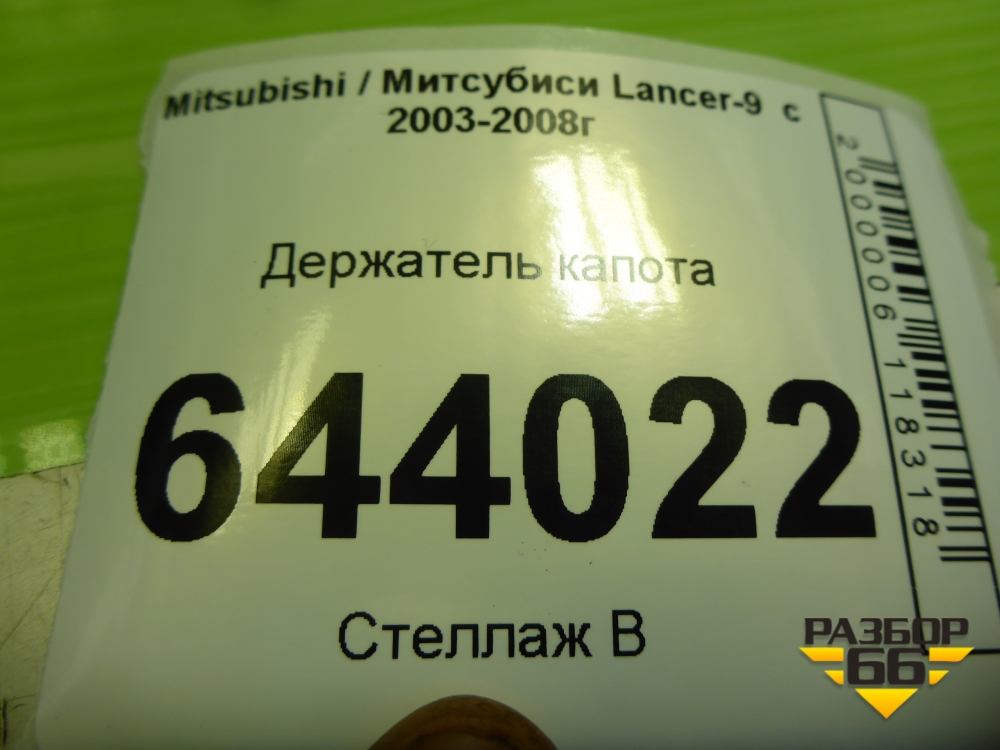 Mitsubishi / Митсубиси Lancer-9 с
2003-2008г
Держатель капота
644022
Стеллаж В
2000006118318
РАЗБОР
66